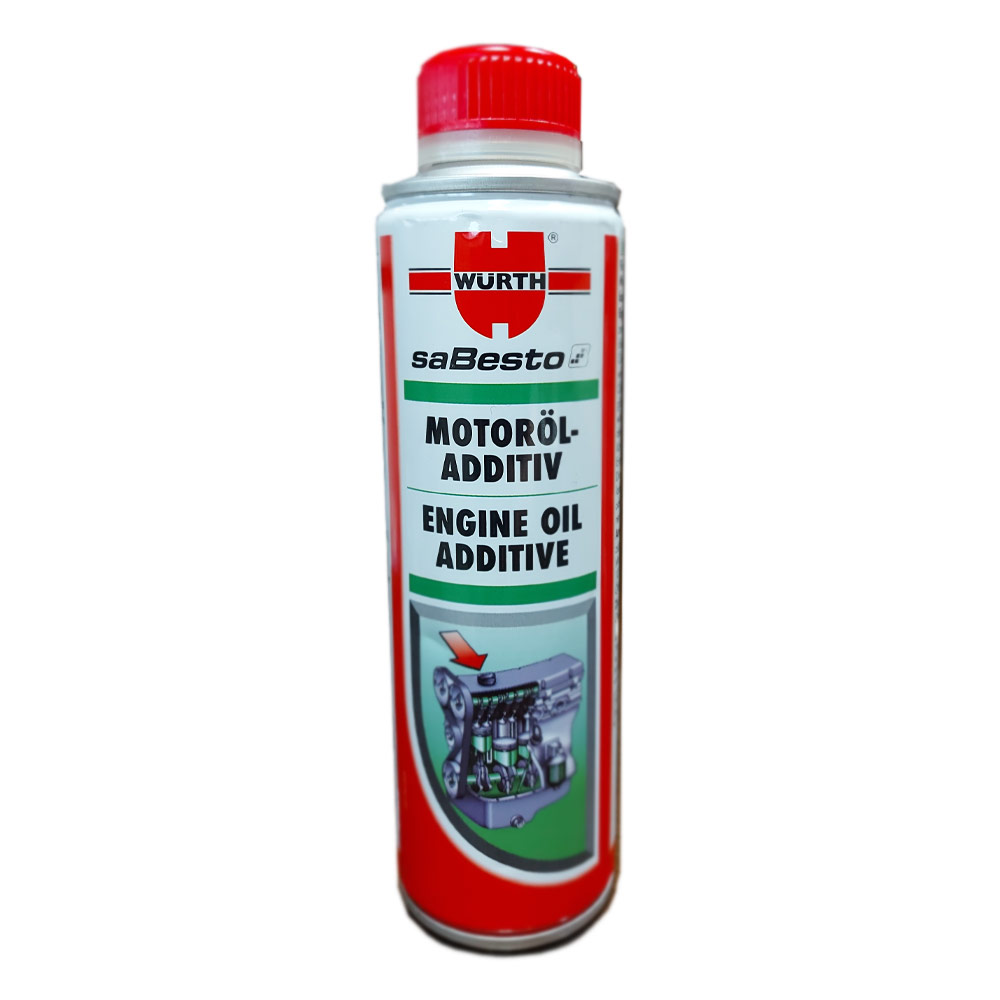 ®
WÜRTH
saBesto
MOTORÖL-
ADDITIV
ENGINE OIL
ADDITIVE